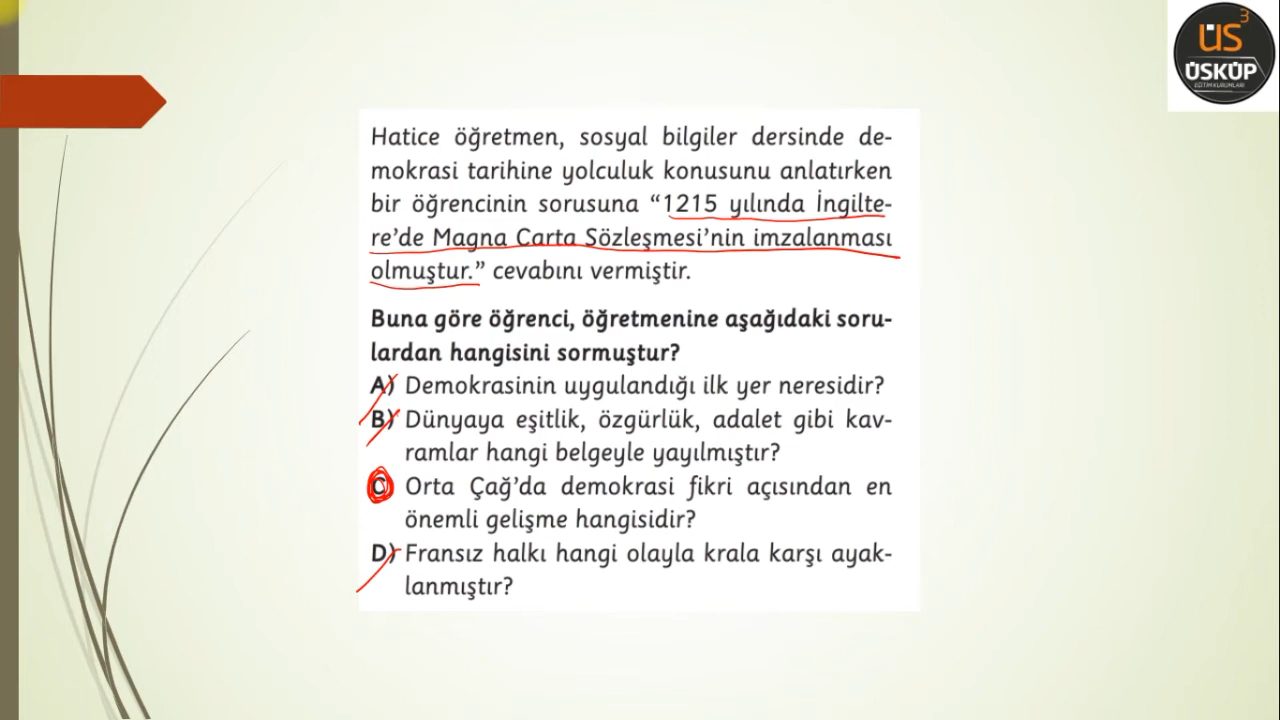 ÜS3
ÜSKÜP
EĞİTİM KURUMLARI
Hatice öğretmen, sosyal bilgiler dersinde de-
mokrasi tarihine yolculuk konusunu anlatırken
bir öğrencinin sorusuna “1215 yılında İngilte-
re’de Magna Carta Sözleşmesi’nin imzalanması
olmuştur.” cevabını vermiştir.
Buna göre öğrenci, öğretmenine aşağıdaki soru-
lardan hangisini sormuştur?
A) Demokrasinin uygulandığı ilk yer neresidir?
B) Dünyaya eşitlik, özgürlük, adalet gibi kav-
ramlar hangi belgeyle yayılmıştır?
C) Orta Çağ’da demokrasi fikri açısından en
önemli gelişme hangisidir?
D) Fransız halkı hangi olayla krala karşı ayak-
lanmıştır?